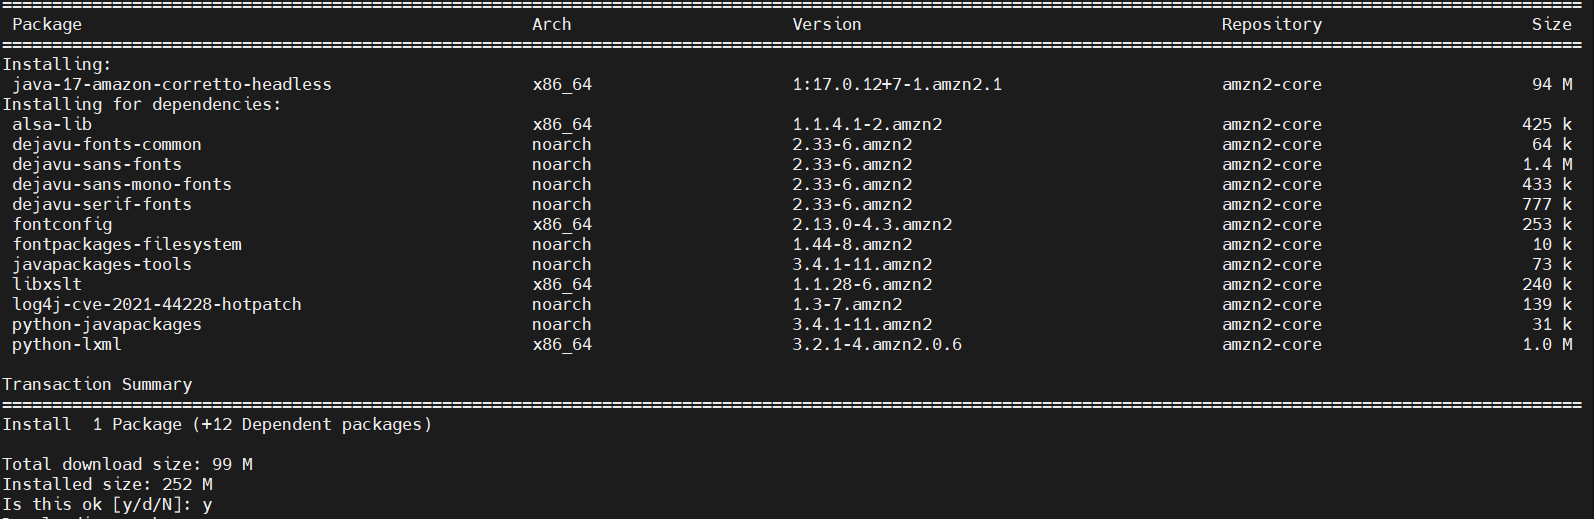 ==============================================================================================================================================================
Package Arch Version Repository Size
==============================================================================================================================================================
Installing:
java-17-amazon-corretto-headless x86_64 1:17.0.12+7-1.amzn2.1 amzn2-core 94 M
Installing for dependencies:
alsa-lib x86_64 1.1.4.1-2.amzn2 amzn2-core 425 k
dejavu-fonts-common noarch 2.33-6.amzn2 amzn2-core 64 k
dejavu-sans-fonts noarch 2.33-6.amzn2 amzn2-core 1.4 M
dejavu-sans-mono-fonts noarch 2.33-6.amzn2 amzn2-core 433 k
dejavu-serif-fonts noarch 2.33-6.amzn2 amzn2-core 777 k
fontconfig x86_64 2.13.0-4.3.amzn2 amzn2-core 253 k
fontpackages-filesystem noarch 1.44-8.amzn2 amzn2-core 10 k
javapackages-tools noarch 3.4.1-11.amzn2 amzn2-core 73 k
libxslt x86_64 1.1.28-6.amzn2 amzn2-core 240 k
log4j-cve-2021-44228-hotpatch noarch 1.3-7.amzn2 amzn2-core 139 k
python-javapackages noarch 3.4.1-11.amzn2 amzn2-core 31 k
python-lxml x86_64 3.2.1-4.amzn2.0.6 amzn2-core 1.0 M
Transaction Summary
==============================================================================================================================================================
Install 1 Package (+12 Dependent packages)
Total download size: 99 M
Installed size: 252 M
Is this ok [y/d/N]: y